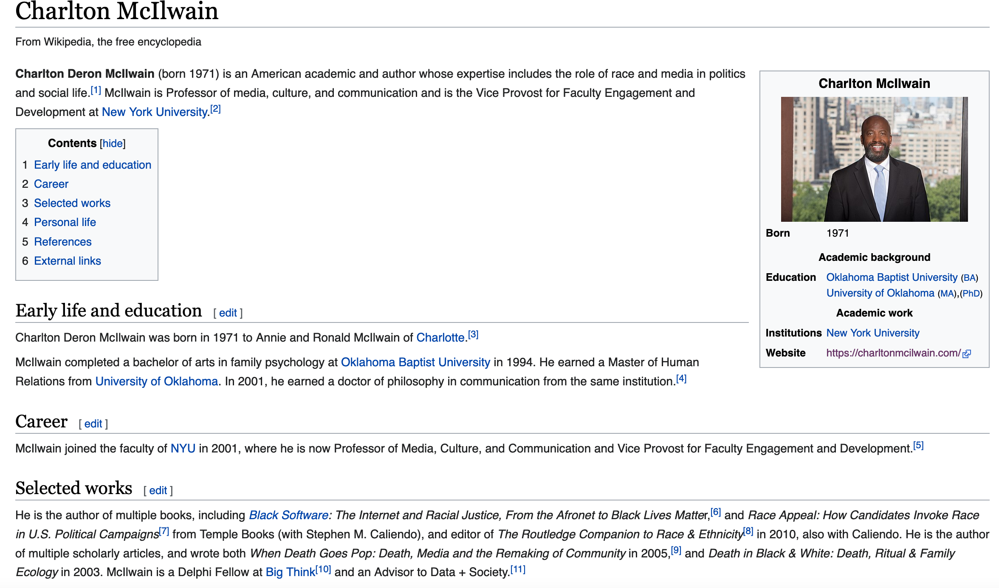 Charlton McIlwain
From Wikipedia, the free encyclopedia
Charlton Deron McIlwain (born 1971) is an American academic and author whose expertise includes the role of race and media in politics
and social life.[1] McIlwain is Professor of media, culture, and communication and is the Vice Provost for Faculty Engagement and
Development at New York University.[2]
Contents [hide]
1 Early life and education
2 Career
3 Selected works
4 Personal life
5 References
6 External links
Charlton McIlwain
Born 1971
Academic background
Education Oklahoma Baptist University (BA)
University of Oklahoma (MA),(PhD)
Academic work
Institutions New York University
Website https://charltonmcilwain.com/
Early life and education [ edit ]
Charlton Deron McIlwain was born in 1971 to Annie and Ronald McIlwain of Charlotte.[3]
McIlwain completed a bachelor of arts in family psychology at Oklahoma Baptist University in 1994. He earned a Master of Human
Relations from University of Oklahoma. In 2001, he earned a doctor of philosophy in communication from the same institution.[4]
Career [ edit ]
McIlwain joined the faculty of NYU in 2001, where he is now Professor of Media, Culture, and Communication and Vice Provost for Faculty Engagement and Development.[5]
Selected works [ edit ]
He is the author of multiple books, including Black Software: The Internet and Racial Justice, From the Afronet to Black Lives Matter,[6] and Race Appeal: How Candidates Invoke Race
in U.S. Political Campaigns[7] from Temple Books (with Stephen M. Caliendo), and editor of The Routledge Companion to Race & Ethnicity[8] in 2010, also with Caliendo. He is the author
of multiple scholarly articles, and wrote both When Death Goes Pop: Death, Media and the Remaking of Community in 2005,[9] and Death in Black & White: Death, Ritual & Family
Ecology in 2003. McIlwain is a Delphi Fellow at Big Think[10] and an Advisor to Data + Society.[11]